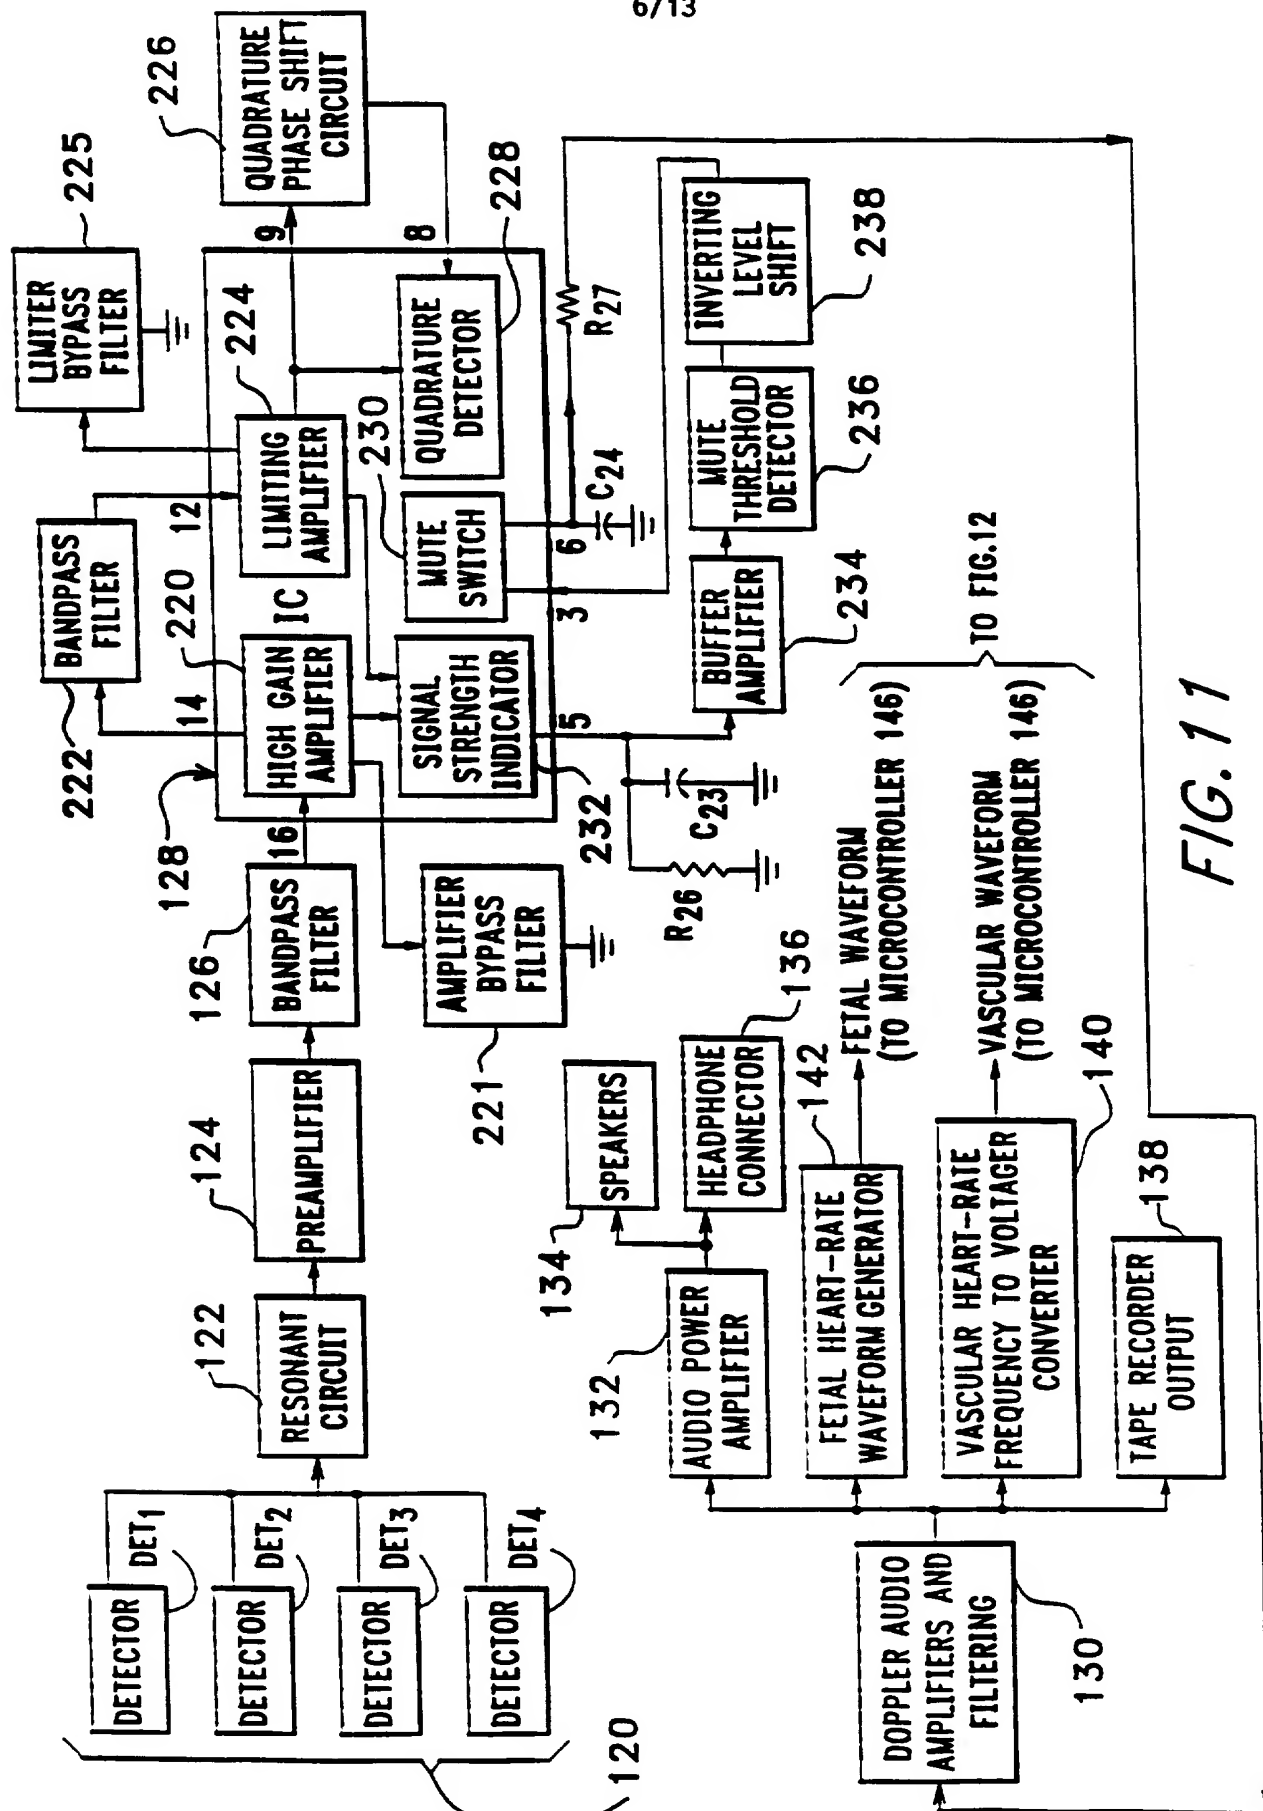 6/13
DETECTOR
DET1
DETECTOR
DET2
DETECTOR
DET3
DETECTOR
DET4
120
122
RESONANT
CIRCUIT
124
PREAMPLIFIER
126
BANDPASS
FILTER
16
128
AMPLIFIER
BYPASS
FILTER
221
222
BANDPASS
FILTER
14
12
220
HIGH GAIN
AMPLIFIER
IC
LIMITING
AMPLIFIER
224
LIMITER
BYPASS
FILTER
225
9
QUADRATURE
PHASE SHIFT
CIRCUIT
226
8
SIGNAL
STRENGTH
INDICATOR
232
5
230
MUTE
SWITCH
3
6
C24
QUADRATURE
DETECTOR
228
R27
R26
C23
BUFFER
AMPLIFIER
234
MUTE
THRESHOLD
DETECTOR
236
INVERTING
LEVEL
SHIFT
238
134
SPEAKERS
HEADPHONE
CONNECTOR
136
132
AUDIO POWER
AMPLIFIER
142
FETAL HEART-RATE
WAVEFORM GENERATOR
FETAL WAVEFORM
(TO MICROCONTROLLER 146)
VASCULAR HEART-RATE
FREQUENCY TO VOLTAGER
CONVERTER
140
VASCULAR WAVEFORM
(TO MICROCONTROLLER 146)
TO FIG.12
TAPE RECORDER
OUTPUT
138
DOPPLER AUDIO
AMPLIFIERS AND
FILTERING
130
FIG.11